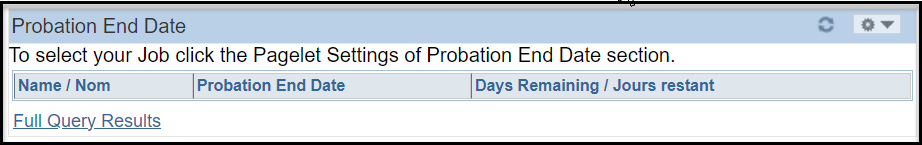 Probation End Date
To select your Job click the Pagelet Settings of Probation End Date section.
Name / Nom Probation End Date Days Remaining / Jours restant
Full Query Results